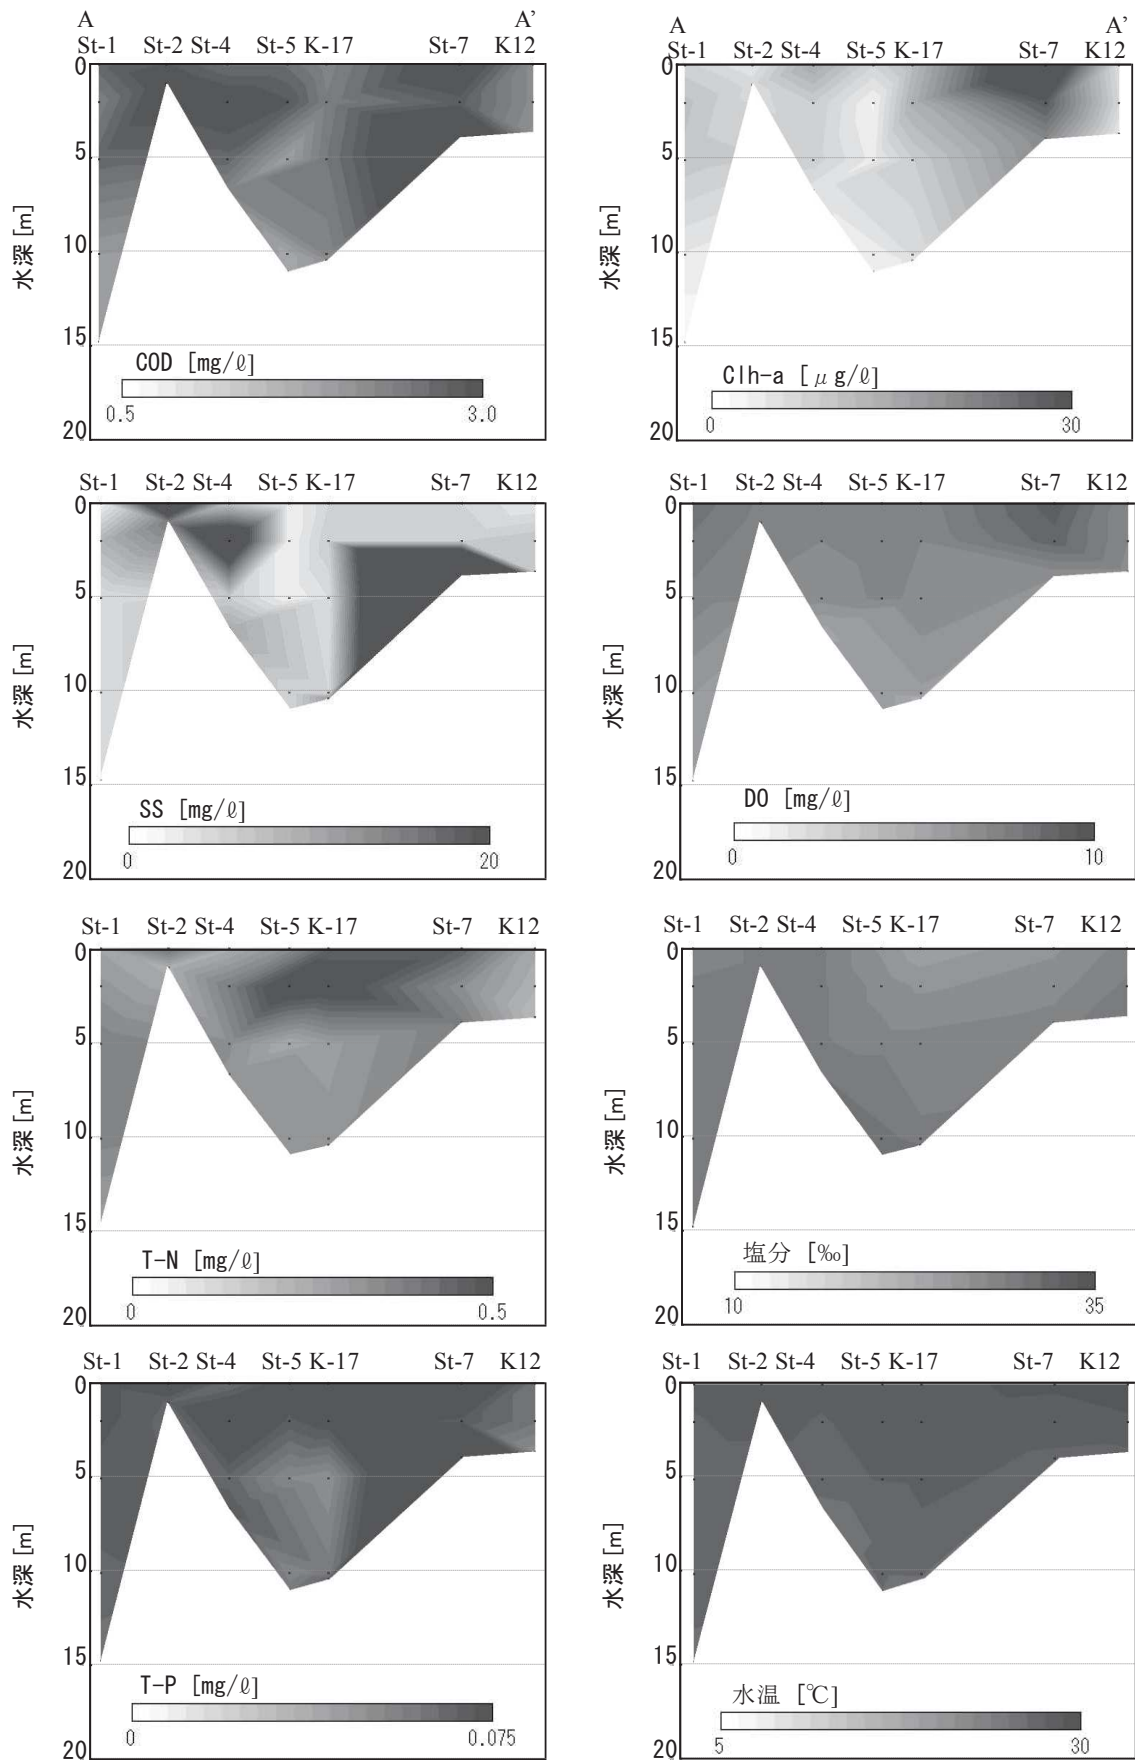 A A'
St-1 St-2 St-4 St-5 K-17 St-7 K12
0
5
10
15
20
水深 [m]
COD [mg/ℓ]
0.5 3.0
A A'
St-1 St-2 St-4 St-5 K-17 St-7 K12
0
5
10
15
20
水深 [m]
Clh-a [μg/ℓ]
0 30
St-1 St-2 St-4 St-5 K-17 St-7 K12
0
5
10
15
20
水深 [m]
SS [mg/ℓ]
0 20
St-1 St-2 St-4 St-5 K-17 St-7 K12
0
5
10
15
20
水深 [m]
DO [mg/ℓ]
0 10
St-1 St-2 St-4 St-5 K-17 St-7 K12
0
5
10
15
20
水深 [m]
T-N [mg/ℓ]
0 0.5
St-1 St-2 St-4 St-5 K-17 St-7 K12
0
5
10
15
20
水深 [m]
塩分 [‰]
10 35
St-1 St-2 St-4 St-5 K-17 St-7 K12
0
5
10
15
20
水深 [m]
T-P [mg/ℓ]
0 0.075
St-1 St-2 St-4 St-5 K-17 St-7 K12
0
5
10
15
20
水深 [m]
水温 [℃]
5 30